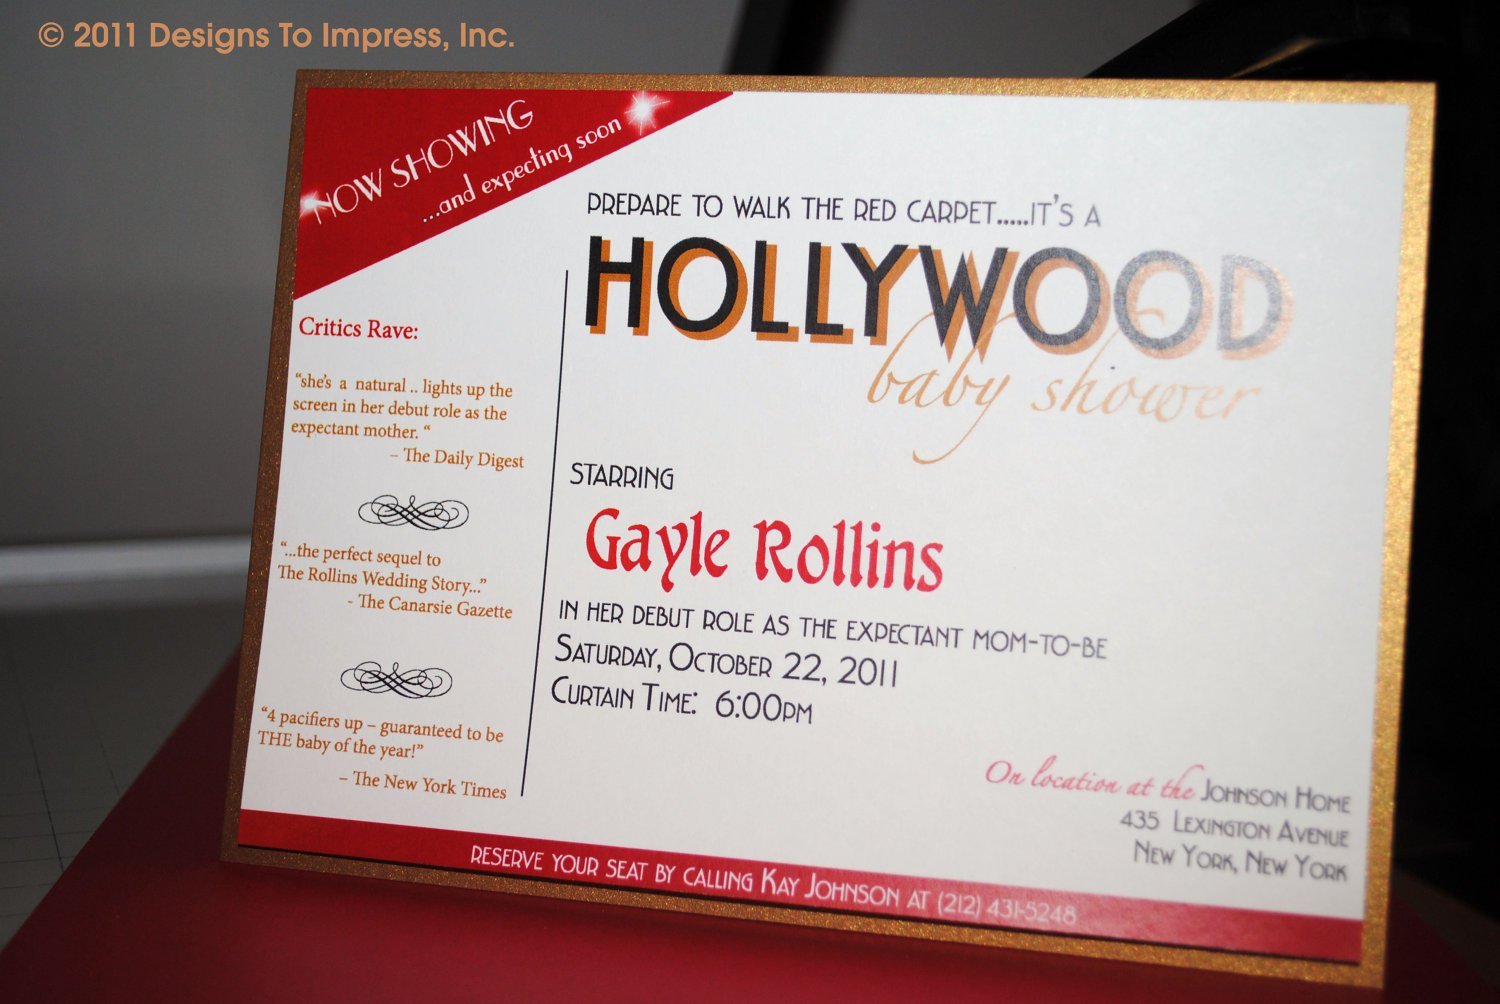 © 2011 Designs To Impress, Inc.
NOW SHOWING
...and expecting soon
Critics Rave:
"she's a natural .. lights up the
screen in her debut role as the
expectant mother. "
– The Daily Digest
"...the perfect sequel to
The Rollins Wedding Story..."
- The Canarsie Gazette
"4 pacifiers up – guaranteed to be
THE baby of the year!"
– The New York Times
PREPARE TO WALK THE RED CARPET.....IT'S A
HOLLYWOOD
baby shower
STARRING
Gayle Rollins
IN HER DEBUT ROLE AS THE EXPECTANT MOM-TO-BE
SATURDAY, OCTOBER 22, 2011
CURTAIN TIME: 6:00PM
On location at the JOHNSON HOME
435 LEXINGTON AVENUE
NEW YORK, NEW YORK
RESERVE YOUR SEAT BY CALLING KAY JOHNSON AT (212) 431-5248